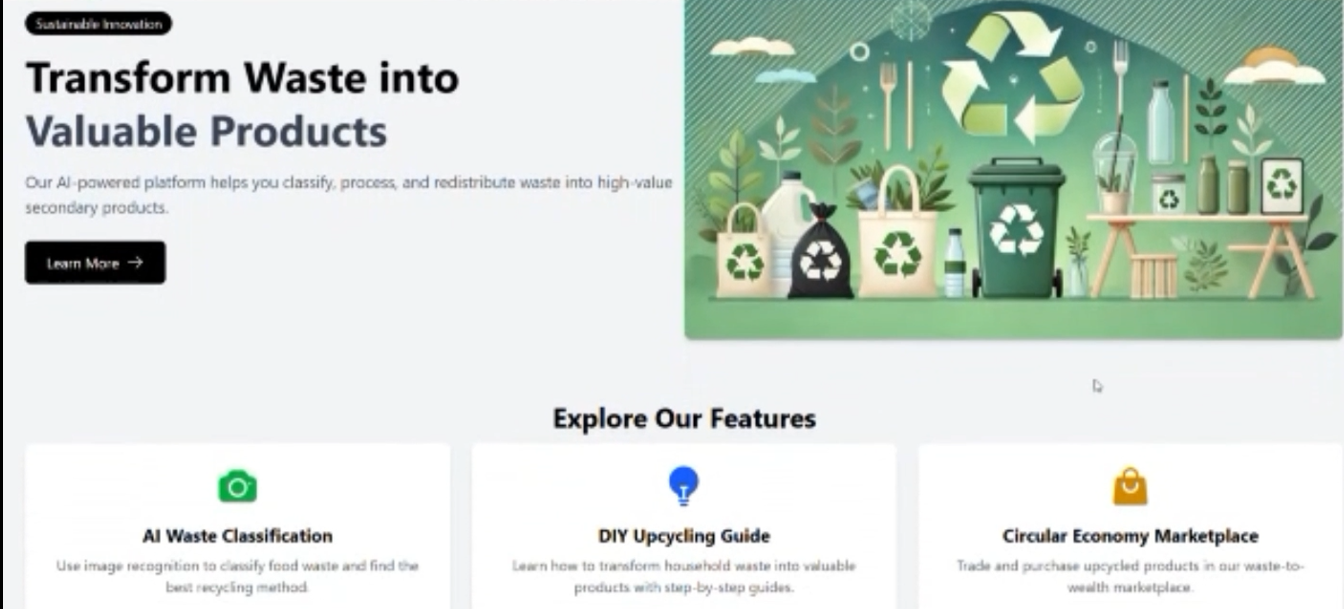 Sustainable Innovation
Transform Waste into
Valuable Products
Our AI-powered platform helps you classify, process, and redistribute waste into high-value
secondary products.
Learn More →
Explore Our Features
AI Waste Classification
Use image recognition to classify food waste and find the
best recycling method.
DIY Upcycling Guide
Learn how to transform household waste into valuable
products with step-by-step guides.
Circular Economy Marketplace
Trade and purchase upcycled products in our waste-to-
wealth marketplace.